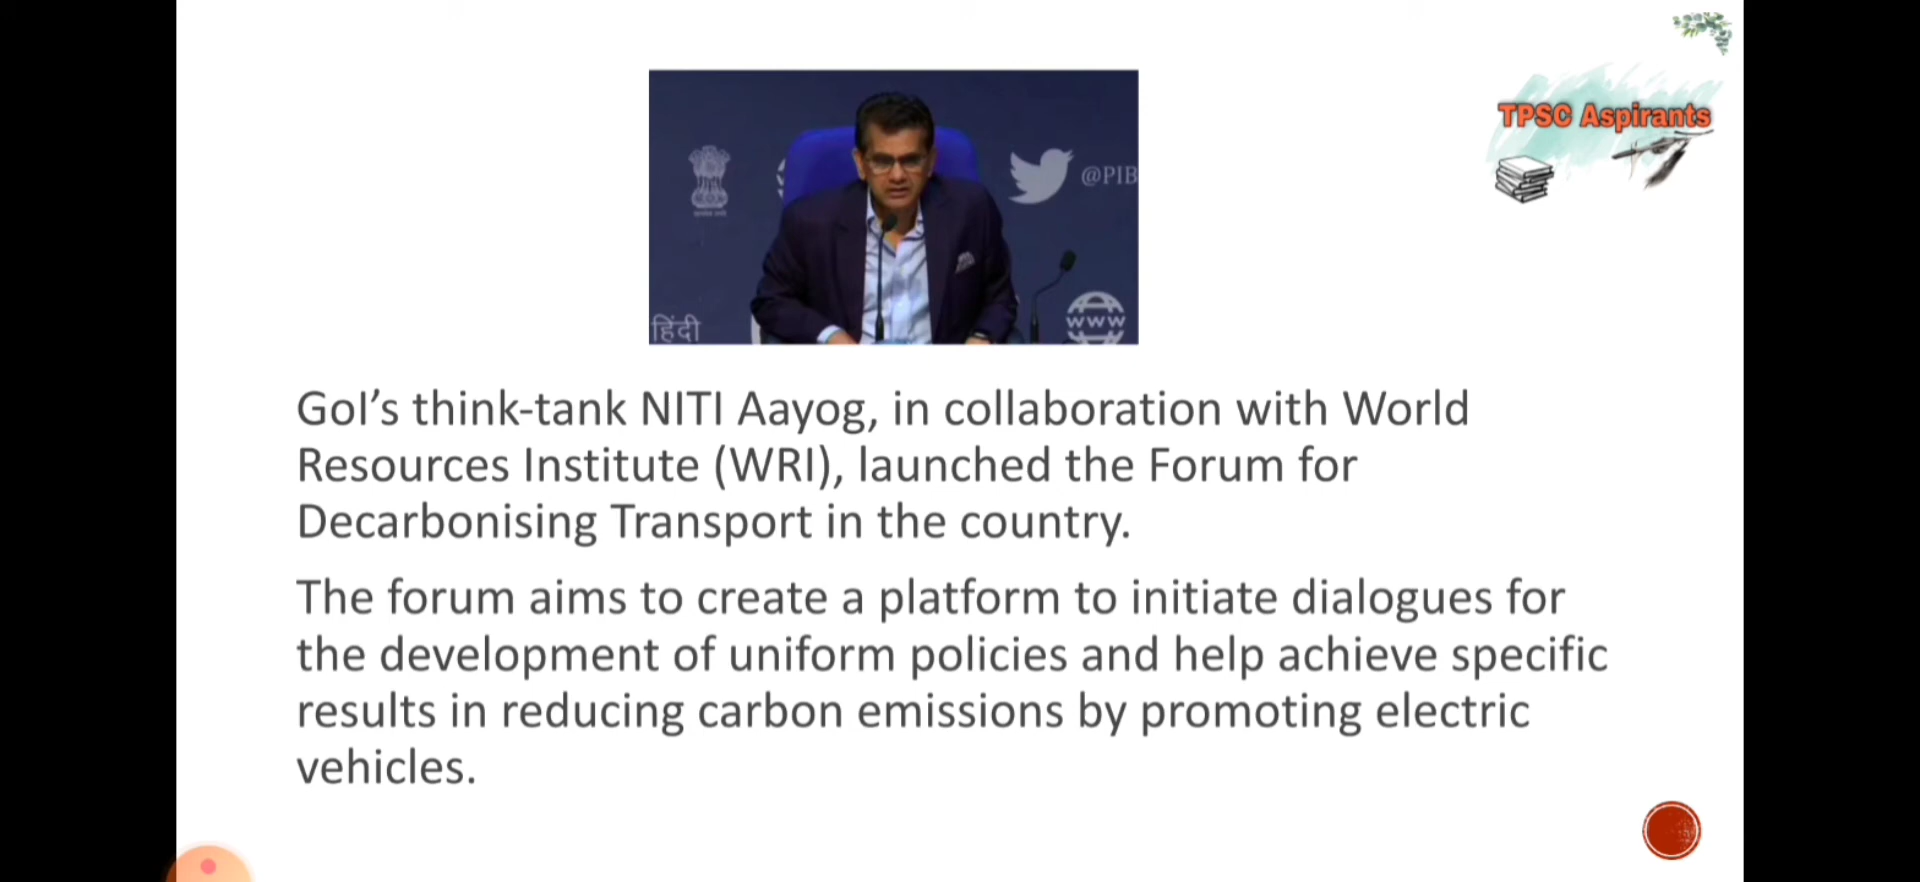 TPSC Aspirants
@PIB
हिंदी
www
GoI’s think-tank NITI Aayog, in collaboration with World
Resources Institute (WRI), launched the Forum for
Decarbonising Transport in the country.
The forum aims to create a platform to initiate dialogues for
the development of uniform policies and help achieve specific
results in reducing carbon emissions by promoting electric
vehicles.